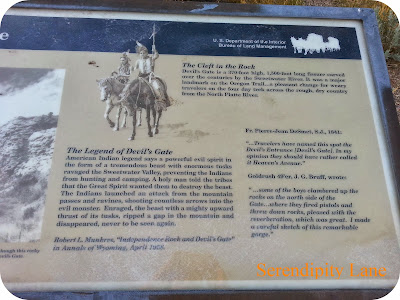 e
U. S. Department of the Interior
Bureau of Land Management
The Cleft in the Rock
Devil's Gate is a 370-foot high, 1,500-foot long fissure carved
over the centuries by the Sweetwater River. It was a major
landmark on the Oregon Trail...a pleasant change for weary
travelers on the four day trek across the rough, dry country
from the North Platte River.
The Legend of Devil's Gate
American Indian legend says a powerful evil spirit in
the form of a tremendous beast with enormous tusks
ravaged the Sweetwater Valley, preventing the Indians
from hunting and camping. A holy man told the tribes
that the Great Spirit wanted them to destroy the beast.
The Indians launched an attack from the mountain
passes and ravines, shooting countless arrows into the
evil monster. Enraged, the beast with a mighty upward
thrust of its tusks, ripped a gap in the mountain and
disappeared, never to be seen again.
Robert L. Munkres, "Independence Rock and Devil's Gate"
in Annals of Wyoming, April 1968.
Fr. Pierre-Jean DeSmet, S.J., 1841:
"...Travelers have named this spot the
Devil's Entrance [Devil's Gate]. In my
opinion they should have rather called
it Heaven's Avenue."
Goldrush 49er, J. G. Bruff, wrote:
"....some of the boys clambered up the
rocks on the north side of the
Gate...where they fired pistols and
threw down rocks, pleased with the
reverberation, which was great. I made
a careful sketch of this remarkable
gorge."
though this rocky
Devil's Gate.
Serendipity Lane